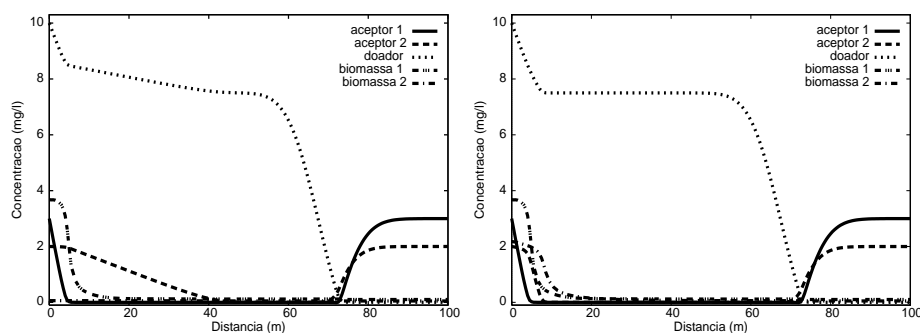 10
8
6
4
2
0
Concentracao (mg/l)
0 20 40 60 80 100
Distancia (m)
aceptor 1
aceptor 2
doador
biomassa 1
biomassa 2
10
8
6
4
2
0
Concentracao (mg/l)
0 20 40 60 80 100
Distancia (m)
aceptor 1
aceptor 2
doador
biomassa 1
biomassa 2